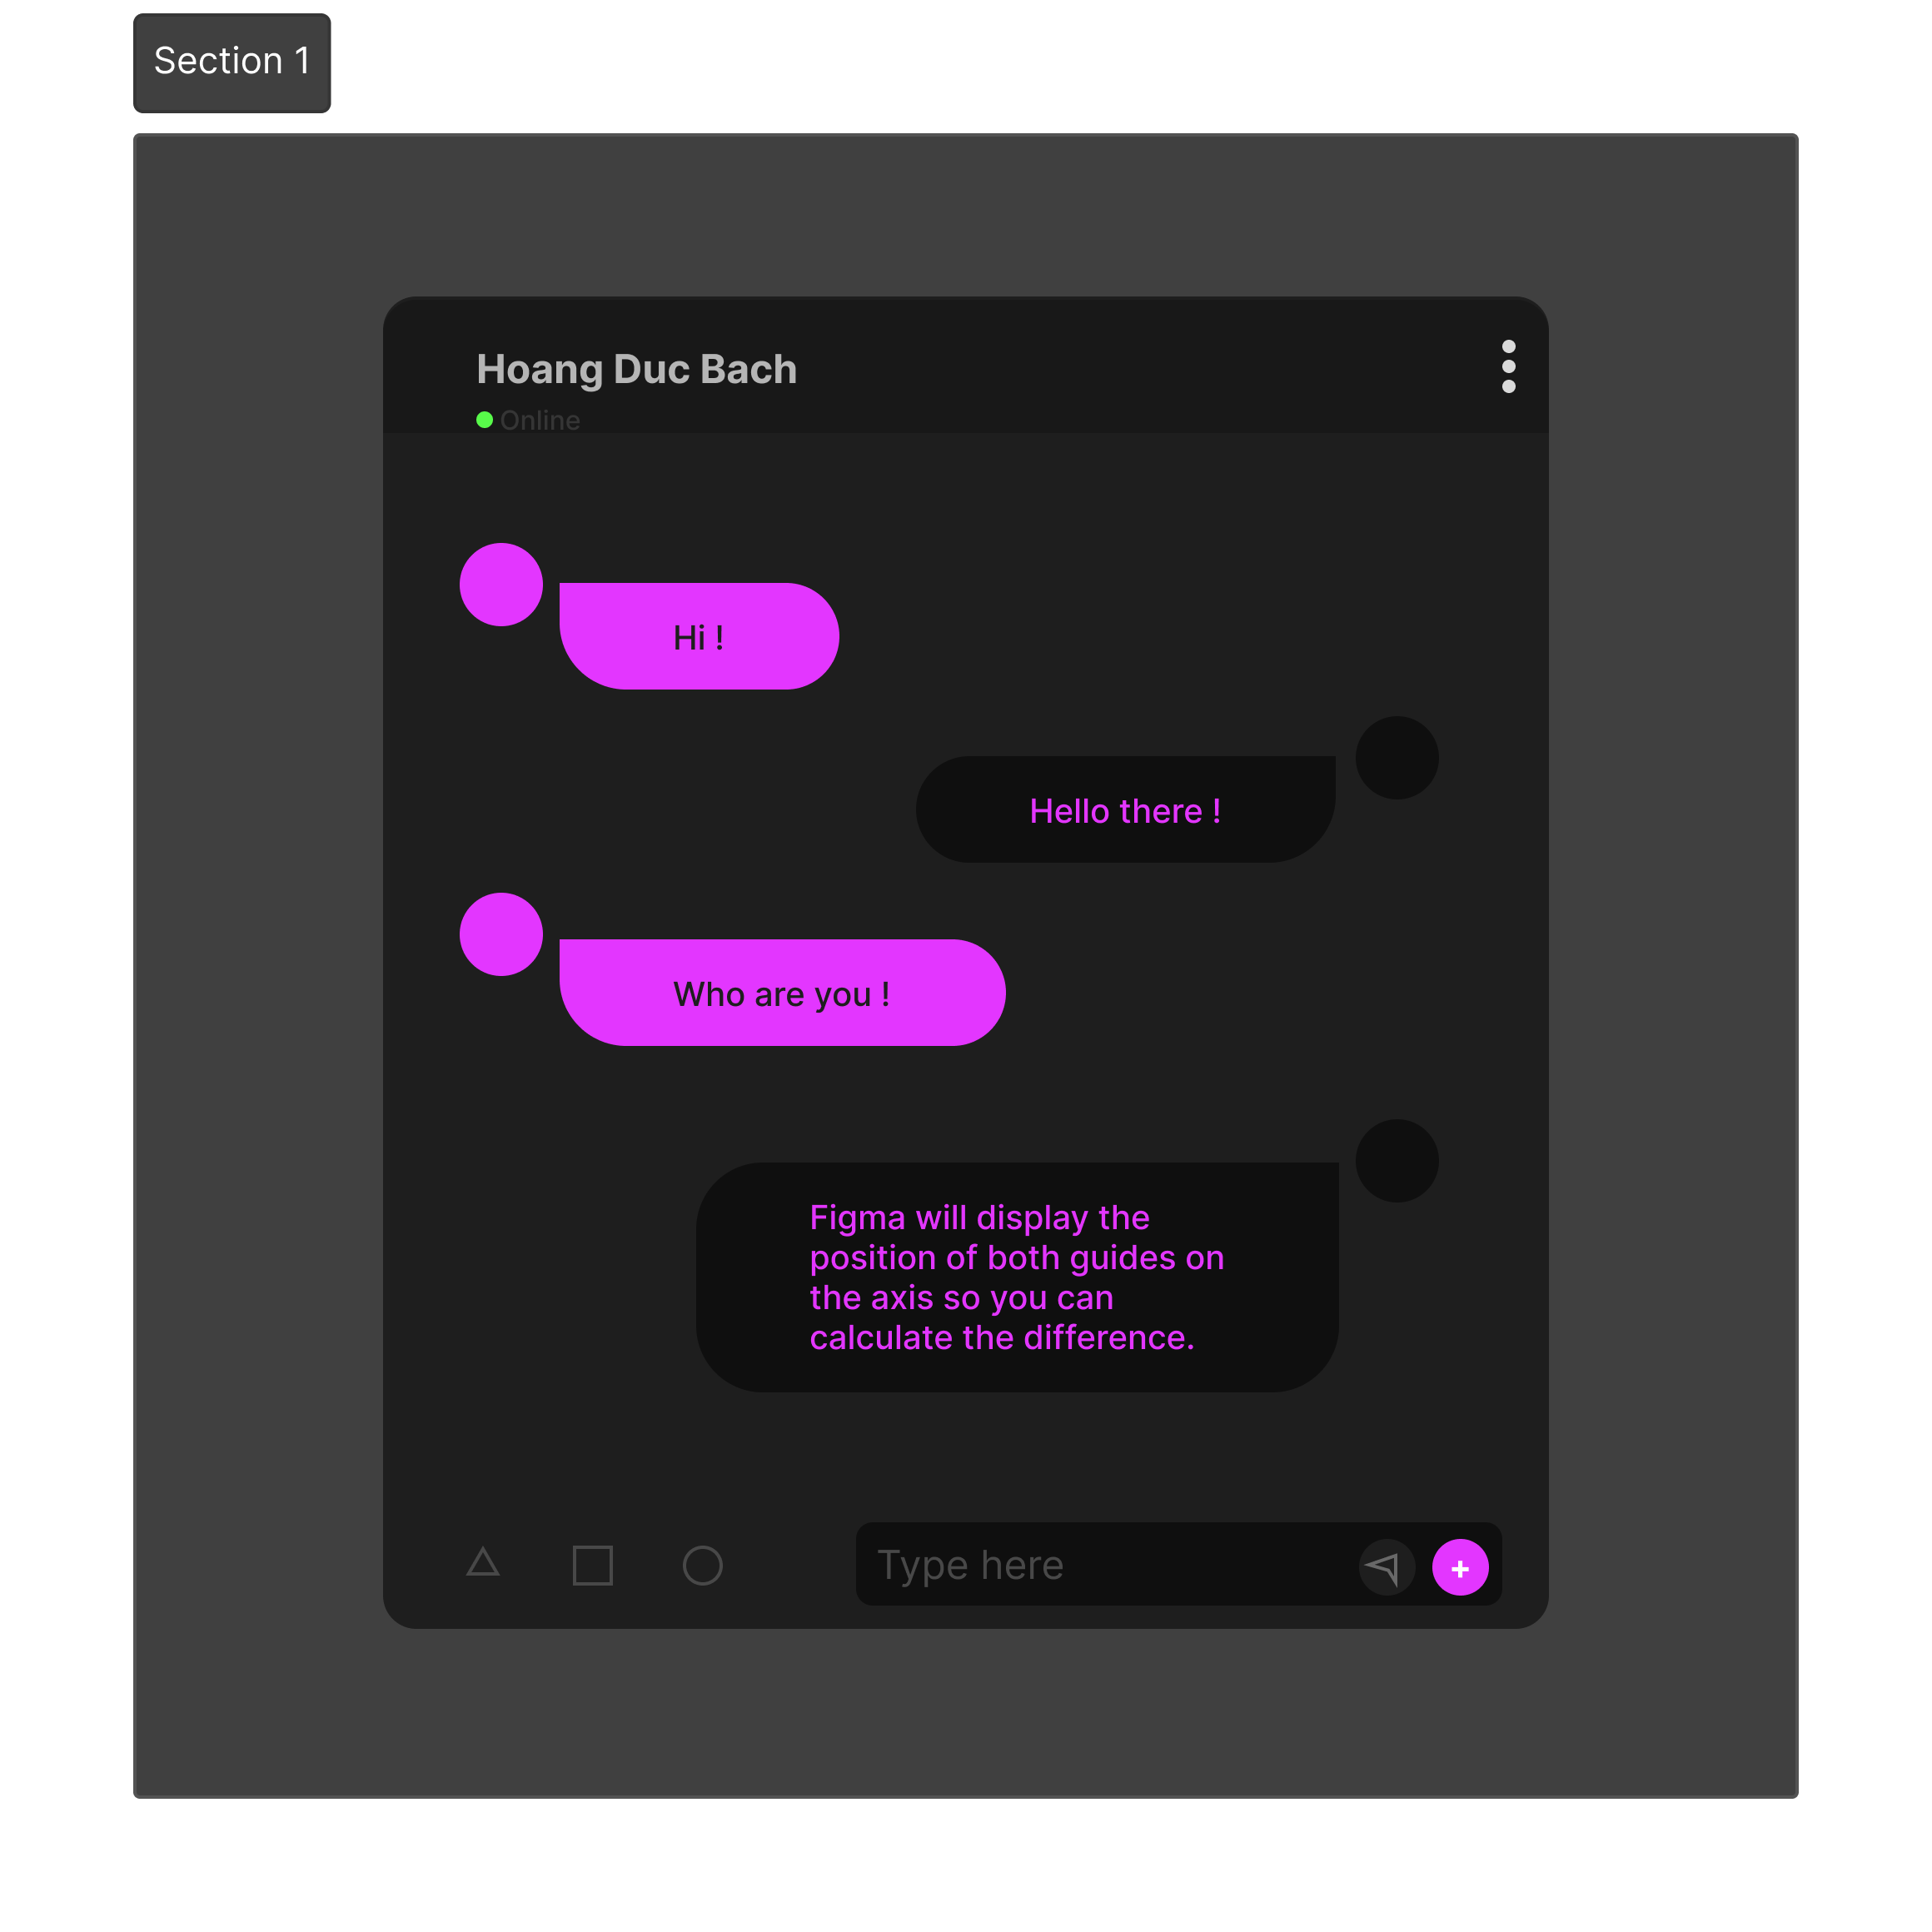 Section 1
Hoang Duc Bach
Online
Hi !
Hello there !
Who are you !
Figma will display the
position of both guides on
the axis so you can
calculate the difference.
Type here
+